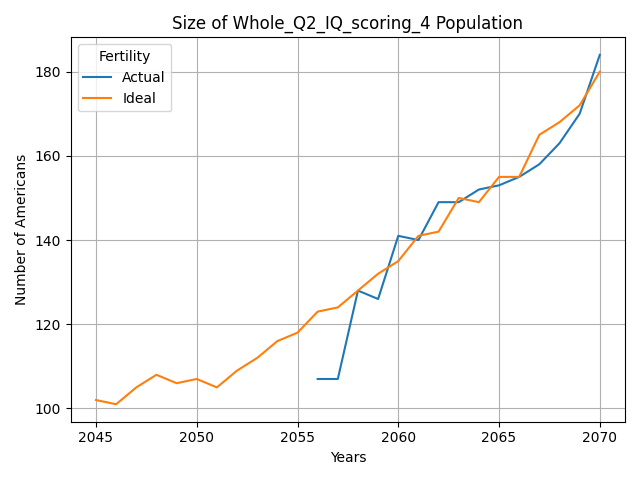 Size of Whole_Q2_IQ_scoring_4 Population
Fertility
Actual
Ideal
Number of Americans
180
160
140
120
100
2045 2050 2055 2060 2065 2070
Years